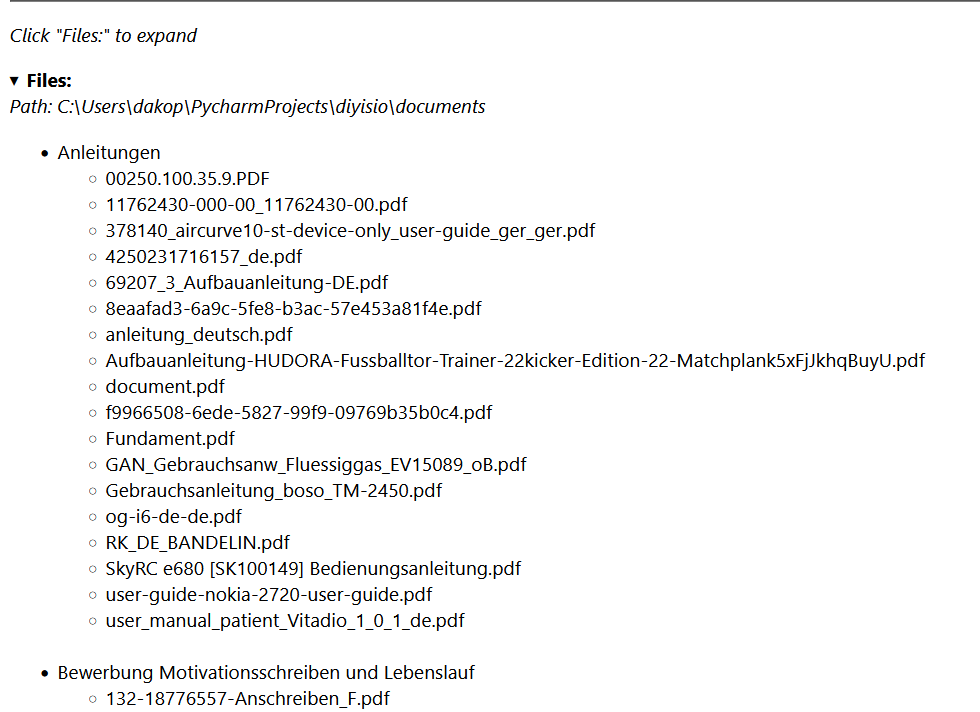 Click "Files:" to expand
▼ Files:
Path: C:\Users\dakop\PycharmProjects\diyisio\documents
• Anleitungen
◦ 00250.100.35.9.PDF
◦ 11762430-000-00_11762430-00.pdf
◦ 378140_aircurve10-st-device-only_user-guide_ger_ger.pdf
◦ 4250231716157_de.pdf
◦ 69207_3_Aufbauanleitung-DE.pdf
◦ 8eaafad3-6a9c-5fe8-b3ac-57e453a81f4e.pdf
◦ anleitung_deutsch.pdf
◦ Aufbauanleitung-HUDORA-Fussballtor-Trainer-22kicker-Edition-22-Matchplank5xFjJkhqBuyU.pdf
◦ document.pdf
◦ f9966508-6ede-5827-99f9-09769b35b0c4.pdf
◦ Fundament.pdf
◦ GAN_Gebrauchsanw_Fluessiggas_EV15089_oB.pdf
◦ Gebrauchsanleitung_boso_TM-2450.pdf
◦ og-i6-de-de.pdf
◦ RK_DE_BANDELIN.pdf
◦ SkyRC e680 [SK100149] Bedienungsanleitung.pdf
◦ user-guide-nokia-2720-user-guide.pdf
◦ user_manual_patient_Vitadio_1_0_1_de.pdf
• Bewerbung Motivationsschreiben und Lebenslauf
◦ 132-18776557-Anschreiben_F.pdf